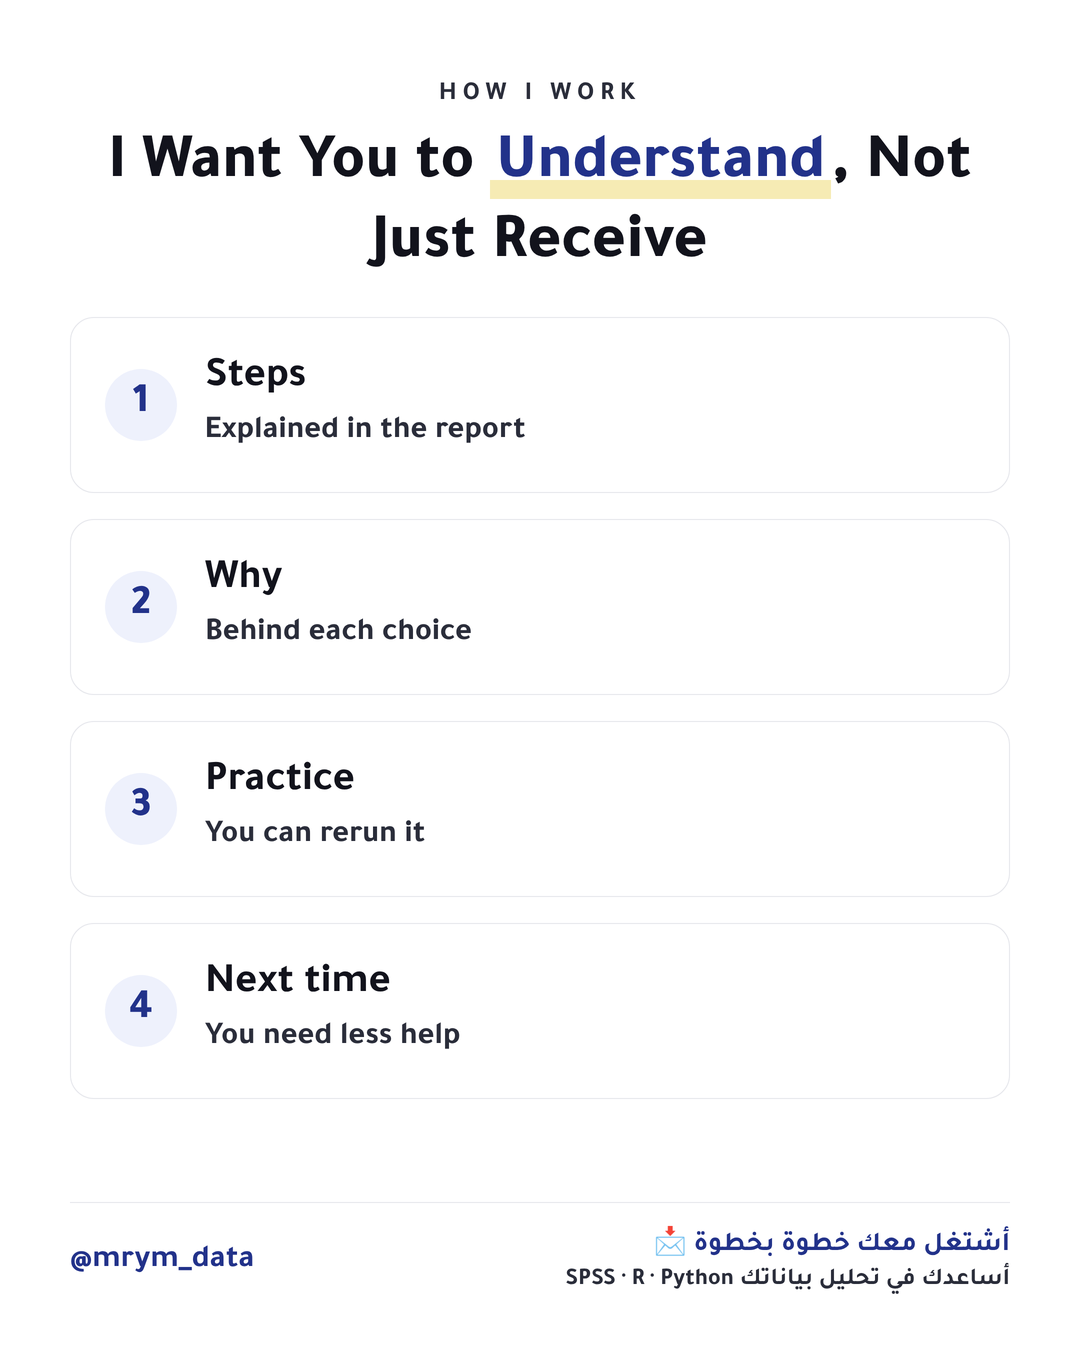 HOW I WORK
I Want You to Understand, Not
Just Receive
1
Steps
Explained in the report
2
Why
Behind each choice
3
Practice
You can rerun it
4
Next time
You need less help
@mrym_data
أشتغل معك خطوة بخطوة 📩
أساعدك في تحليل بياناتك SPSS · R · Python